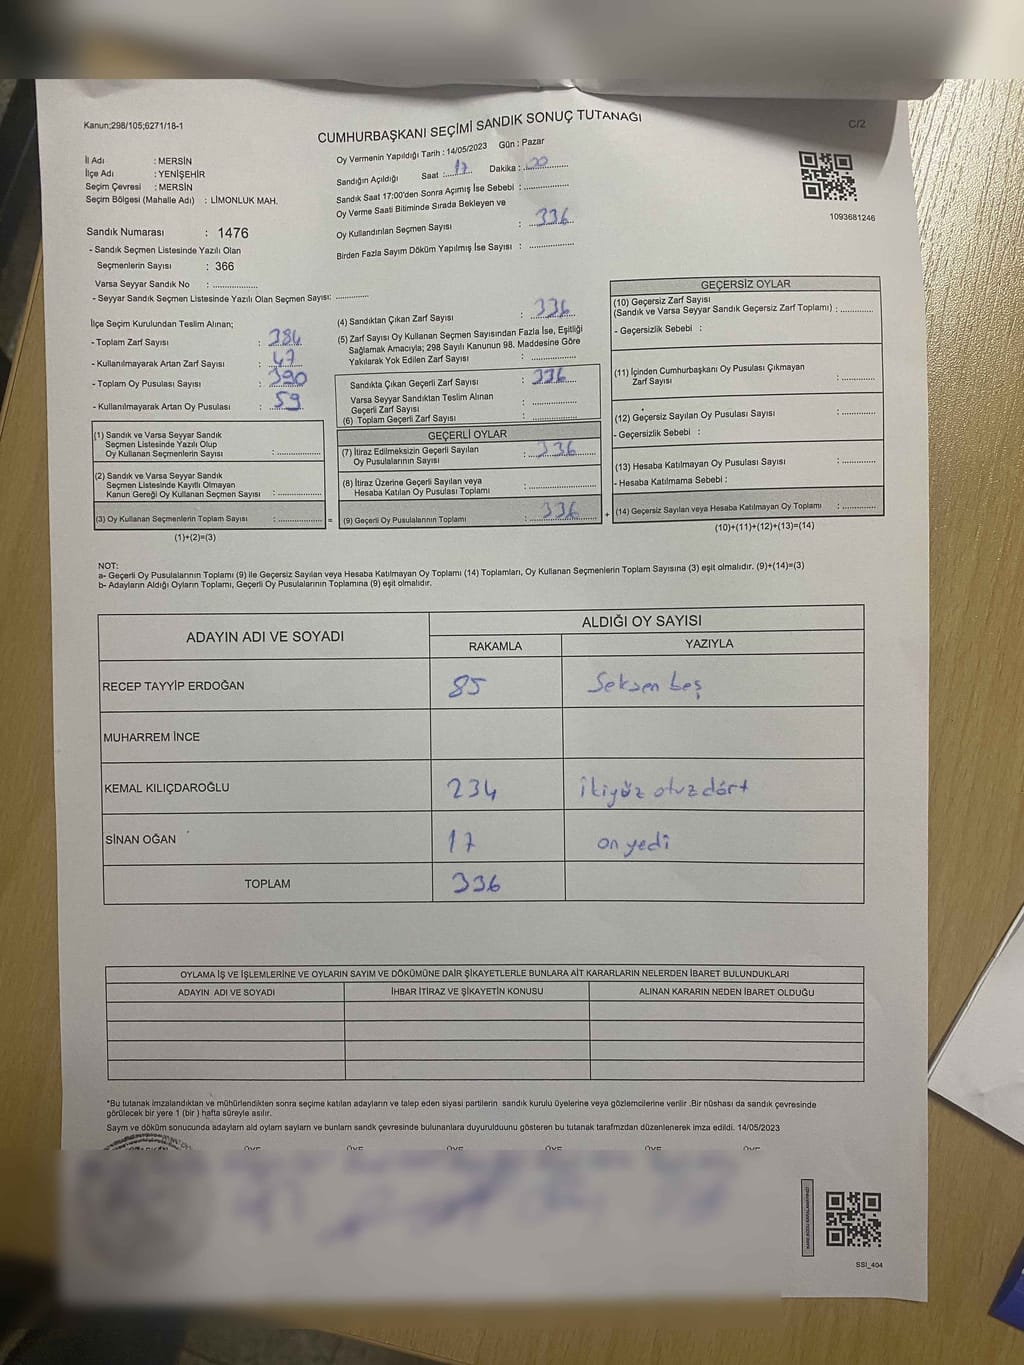 Kanun;298/105;6271/18-1
CUMHURBAŞKANI SEÇİMİ SANDIK SONUÇ TUTANAĞI
C/2
İl Adı : MERSİN
İlçe Adı : YENİŞEHİR
Seçim Çevresi : MERSİN
Seçim Bölgesi (Mahalle Adı) : LİMONLUK MAH.
Sandık Numarası : 1476
- Sandık Seçmen Listesinde Yazılı Olan
Seçmenlerin Sayısı : 366
Varsa Seyyar Sandık No : ..................
- Seyyar Sandık Seçmen Listesinde Yazılı Olan Seçmen Sayısı: .............
Oy Vermenin Yapıldığı Tarih : 14/05/2023 Gün : Pazar
Sandığın Açıldığı Saat : 17 Dakika : 00
Sandık Saat 17:00'den Sonra Açımış İse Sebebi : ..................
Oy Verme Saati Bitiminde Sırada Bekleyen ve
Oy Kullandırılan Seçmen Sayısı : 336
Birden Fazla Sayım Döküm Yapılmış İse Sayısı : ..................
1093681246
İlçe Seçim Kurulundan Teslim Alınan;
- Toplam Zarf Sayısı : 384
- Kullanılmayarak Artan Zarf Sayısı : 47
- Toplam Oy Pusulası Sayısı : 390
- Kullanılmayarak Artan Oy Pusulası : 59
(1) Sandık ve Varsa Seyyar Sandık
Seçmen Listesinde Yazılı Olup
Oy Kullanan Seçmenlerin Sayısı : ..................
(2) Sandık ve Varsa Seyyar Sandık
Seçmen Listesinde Kayıtlı Olmayan
Kanun Gereği Oy Kullanan Seçmen Sayısı : ..................
(3) Oy Kullanan Seçmenlerin Toplam Sayısı : .................. =
(1)+(2)=(3)
(4) Sandıktan Çıkan Zarf Sayısı : 336
(5) Zarf Sayısı Oy Kullanan Seçmen Sayısından Fazla İse, Eşitliği
Sağlamak Amacıyla; 298 Sayılı Kanunun 98. Maddesine Göre
Yakılarak Yok Edilen Zarf Sayısı : ..................
Sandıkta Çıkan Geçerli Zarf Sayısı : 336
Varsa Seyyar Sandıktan Teslim Alınan
Geçerli Zarf Sayısı : ..................
(6) Toplam Geçerli Zarf Sayısı : ..................
GEÇERLİ OYLAR
(7) İtiraz Edilmeksizin Geçerli Sayılan
Oy Pusulalarının Sayısı : 336
(8) İtiraz Üzerine Geçerli Sayılan veya
Hesaba Katılan Oy Pusulası Toplamı : ..................
(9) Geçerli Oy Pusulalarının Toplamı : 336 +
GEÇERSİZ OYLAR
(10) Geçersiz Zarf Sayısı
(Sandık ve Varsa Seyyar Sandık Geçersiz Zarf Toplamı) : ............
- Geçersizlik Sebebi :
(11) İçinden Cumhurbaşkanı Oy Pusulası Çıkmayan
Zarf Sayısı : ............
(12) Geçersiz Sayılan Oy Pusulası Sayısı : ............
- Geçersizlik Sebebi :
(13) Hesaba Katılmayan Oy Pusulası Sayısı : ............
- Hesaba Katılmama Sebebi :
(14) Geçersiz Sayılan veya Hesaba Katılmayan Oy Toplamı : ............
(10)+(11)+(12)+(13)=(14)
NOT:
a- Geçerli Oy Pusulalarının Toplamı (9) ile Geçersiz Sayılan veya Hesaba Katılmayan Oy Toplamı (14) Toplamları, Oy Kullanan Seçmenlerin Toplam Sayısına (3) eşit olmalıdır. (9)+(14)=(3)
b- Adayların Aldığı Oyların Toplamı, Geçerli Oy Pusulalarının Toplamına (9) eşit olmalıdır.
ADAYIN ADI VE SOYADI ALDIĞI OY SAYISI
RAKAMLA YAZIYLA
RECEP TAYYİP ERDOĞAN 85 Seksen beş
MUHARREM İNCE
KEMAL KILIÇDAROĞLU 234 ikiyüz otuz dört
SİNAN OĞAN 17 on yedi
TOPLAM 336
OYLAMA İŞ VE İŞLEMLERİNE VE OYLARIN SAYIM VE DÖKÜMÜNE DAİR ŞİKAYETLERLE BUNLARA AİT KARARLARIN NELERDEN İBARET BULUNDUKLARI
ADAYIN ADI VE SOYADI İHBAR İTİRAZ VE ŞİKAYETİN KONUSU ALINAN KARARIN NEDEN İBARET OLDUĞU
*Bu tutanak imzalandıktan ve mühürlendikten sonra seçime katılan adayların ve talep eden siyasi partilerin sandık kurulu üyelerine veya gözlemcilerine verilir .Bir nüshası da sandık çevresinde
görülecek bir yere 1 (bir ) hafta süreyle asılır.
Sayım ve döküm sonucunda adayların aldı oyların sayların ve bunların sandk çevresinde bulunanlara duyurulduunu gösteren bu tutanak tarafımzdan düzenlenerek imza edildi. 14/05/2023
ÜYE ÜYE ÜYE ÜYE ÜYE ÜYE
SSI_404